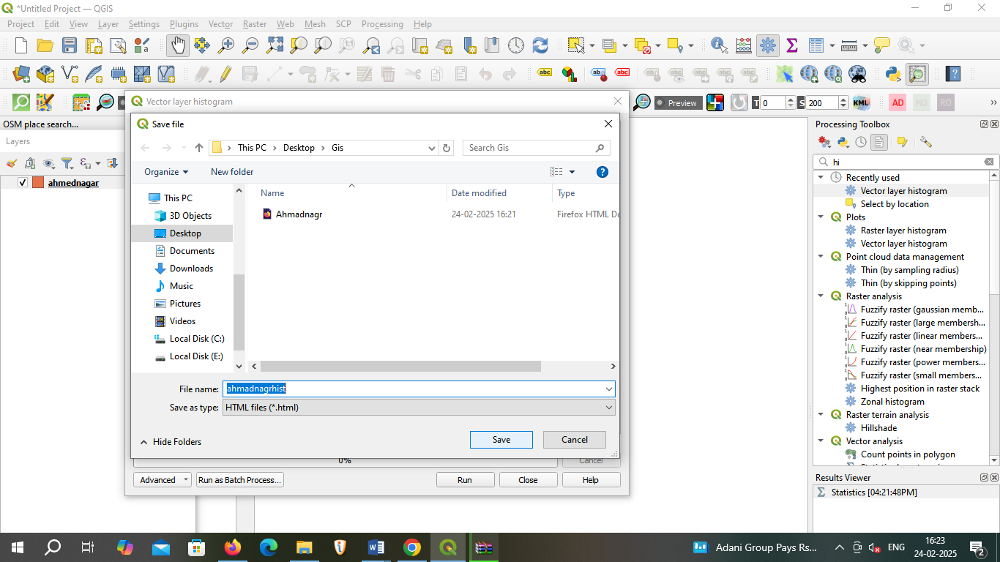 *Untitled Project — QGIS
Project Edit View Layer Settings Plugins Vector Raster Web Mesh SCP Processing Help
abc abc abc
Vector layer histogram
Preview T 0 S 200 KML AD MO RO
OSM place search...
Layers
ahmednagar
Save file
This PC Desktop Gis
Search Gis
Organize New folder
This PC
3D Objects
Desktop
Documents
Downloads
Music
Pictures
Videos
Local Disk (C:)
Local Disk (E:)
Name Date modified Type
Ahmadnagr 24-02-2025 16:21 Firefox HTML Do
File name: ahmadnagrhist
Save as type: HTML files (*.html)
Hide Folders Save Cancel
0% Cancel
Advanced Run as Batch Process... Run Close Help
Processing Toolbox
hi
Recently used
Vector layer histogram
Select by location
Plots
Raster layer histogram
Vector layer histogram
Point cloud data management
Thin (by sampling radius)
Thin (by skipping points)
Raster analysis
Fuzzify raster (gaussian memb...
Fuzzify raster (large membersh...
Fuzzify raster (linear members...
Fuzzify raster (near membership)
Fuzzify raster (power members...
Fuzzify raster (small members...
Highest position in raster stack
Zonal histogram
Raster terrain analysis
Hillshade
Vector analysis
Count points in polygon
Results Viewer
Statistics [04:21:48PM]
Adani Group Pays Rs... ENG 16:23
24-02-2025
2